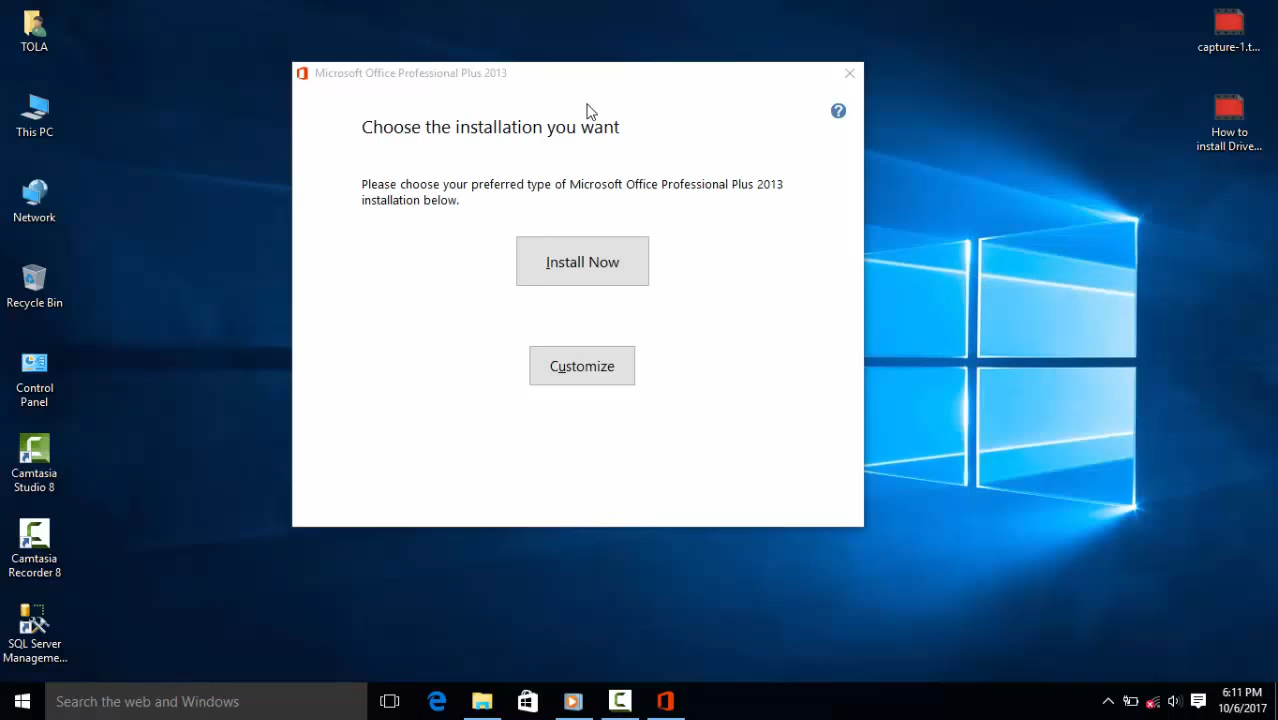 TOLA
This PC
Network
Recycle Bin
Control
Panel
Camtasia
Studio 8
Camtasia
Recorder 8
SQL Server
Manageme...
Microsoft Office Professional Plus 2013
Choose the installation you want
Please choose your preferred type of Microsoft Office Professional Plus 2013
installation below.
Install Now
Customize
capture-1.t...
How to
install Drive...
Search the web and Windows
6:11 PM
10/6/2017